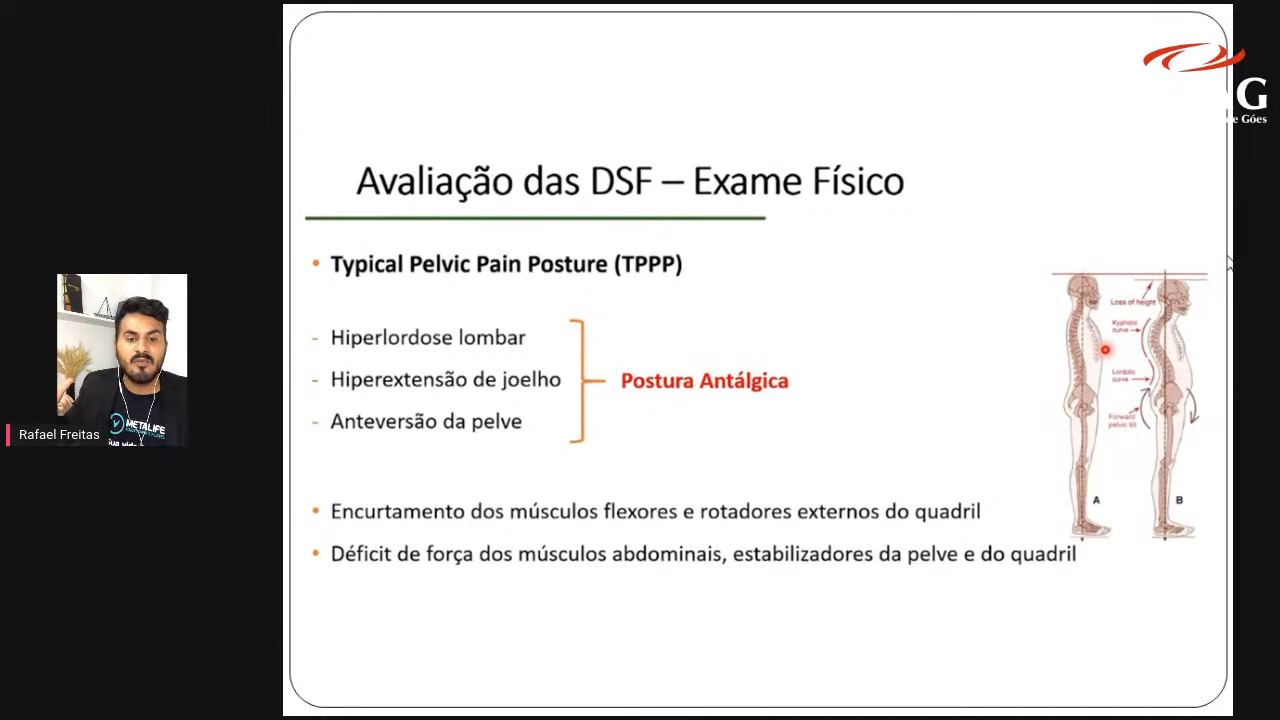 Avaliação das DSF – Exame Físico
• Typical Pelvic Pain Posture (TPPP)
- Hiperlordose lombar
- Hiperextensão de joelho
- Anteversão da pelve
Postura Antálgica
• Encurtamento dos músculos flexores e rotadores externos do quadril
• Déficit de força dos músculos abdominais, estabilizadores da pelve e do quadril
Loss of height
Kyphotic
curve
Lordotic
curve
Forward
pelvic tilt
A
B
G
de Góes
METALIFE
Rafael Freitas